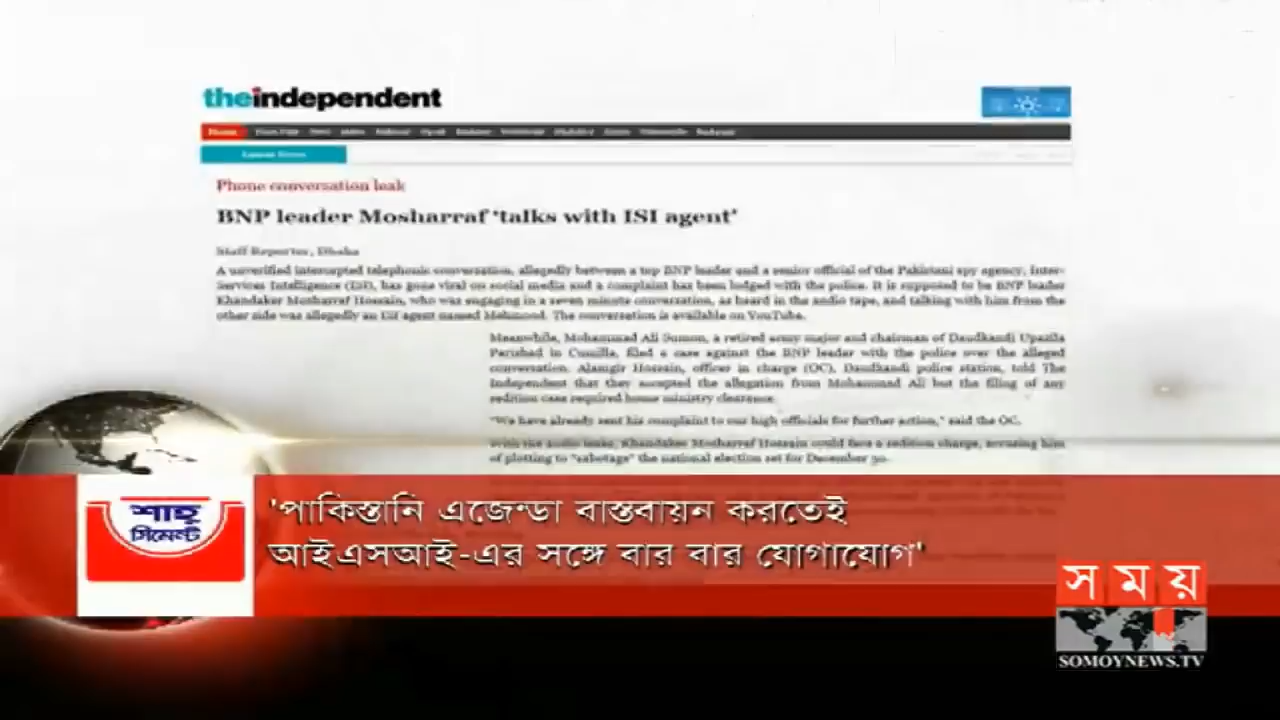 theindependent
Home
Phone conversation leak
BNP leader Mosharraf 'talks with ISI agent'
Staff Reporter, Dhaka
A unverified intercepted telephonic conversation, allegedly between a top BNP leader and a senior official of the Pakistani spy agency, Inter-
Services Intelligence (ISI), has gone viral on social media and a complaint has been lodged with the police. It is supposed to be BNP leader
Khandaker Mosharraf Hossain, who was engaging in a seven minute conversation, as heard in the audio tape, and talking with him from the
other side was allegedly an ISI agent named Mehmood. The conversation is available on YouTube.
Meanwhile, Mohammad Ali Sumon, a retired army major and chairman of Daudkandi Upazila
Parishad in Cumilla, filed a case against the BNP leader with the police over the alleged
conversation. Alamgir Hossain, officer in charge (OC), Daudkandi police station, told The
Independent that they accepted the allegation from Mohammad Ali but the filing of any
sedition case required home ministry clearence.
"We have already sent his complaint to our high officials for further action," said the OC.
With the audio leaks, Khandaker Mosharraf Hossain could face a sedition charge, accusing him
of plotting to "sabotage" the national election set for December 30.
শাহ্
সিমেন্ট
'পাকিস্তানি এজেন্ডা বাস্তবায়ন করতেই
আইএসআই-এর সঙ্গে বার বার যোগাযোগ'
সময়
SOMOYNEWS.TV